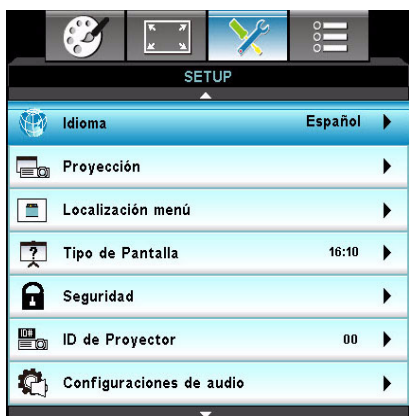 SETUP
Idioma Español
Proyección
Localización menú
Tipo de Pantalla 16:10
Seguridad
ID de Proyector 00
Configuraciones de audio